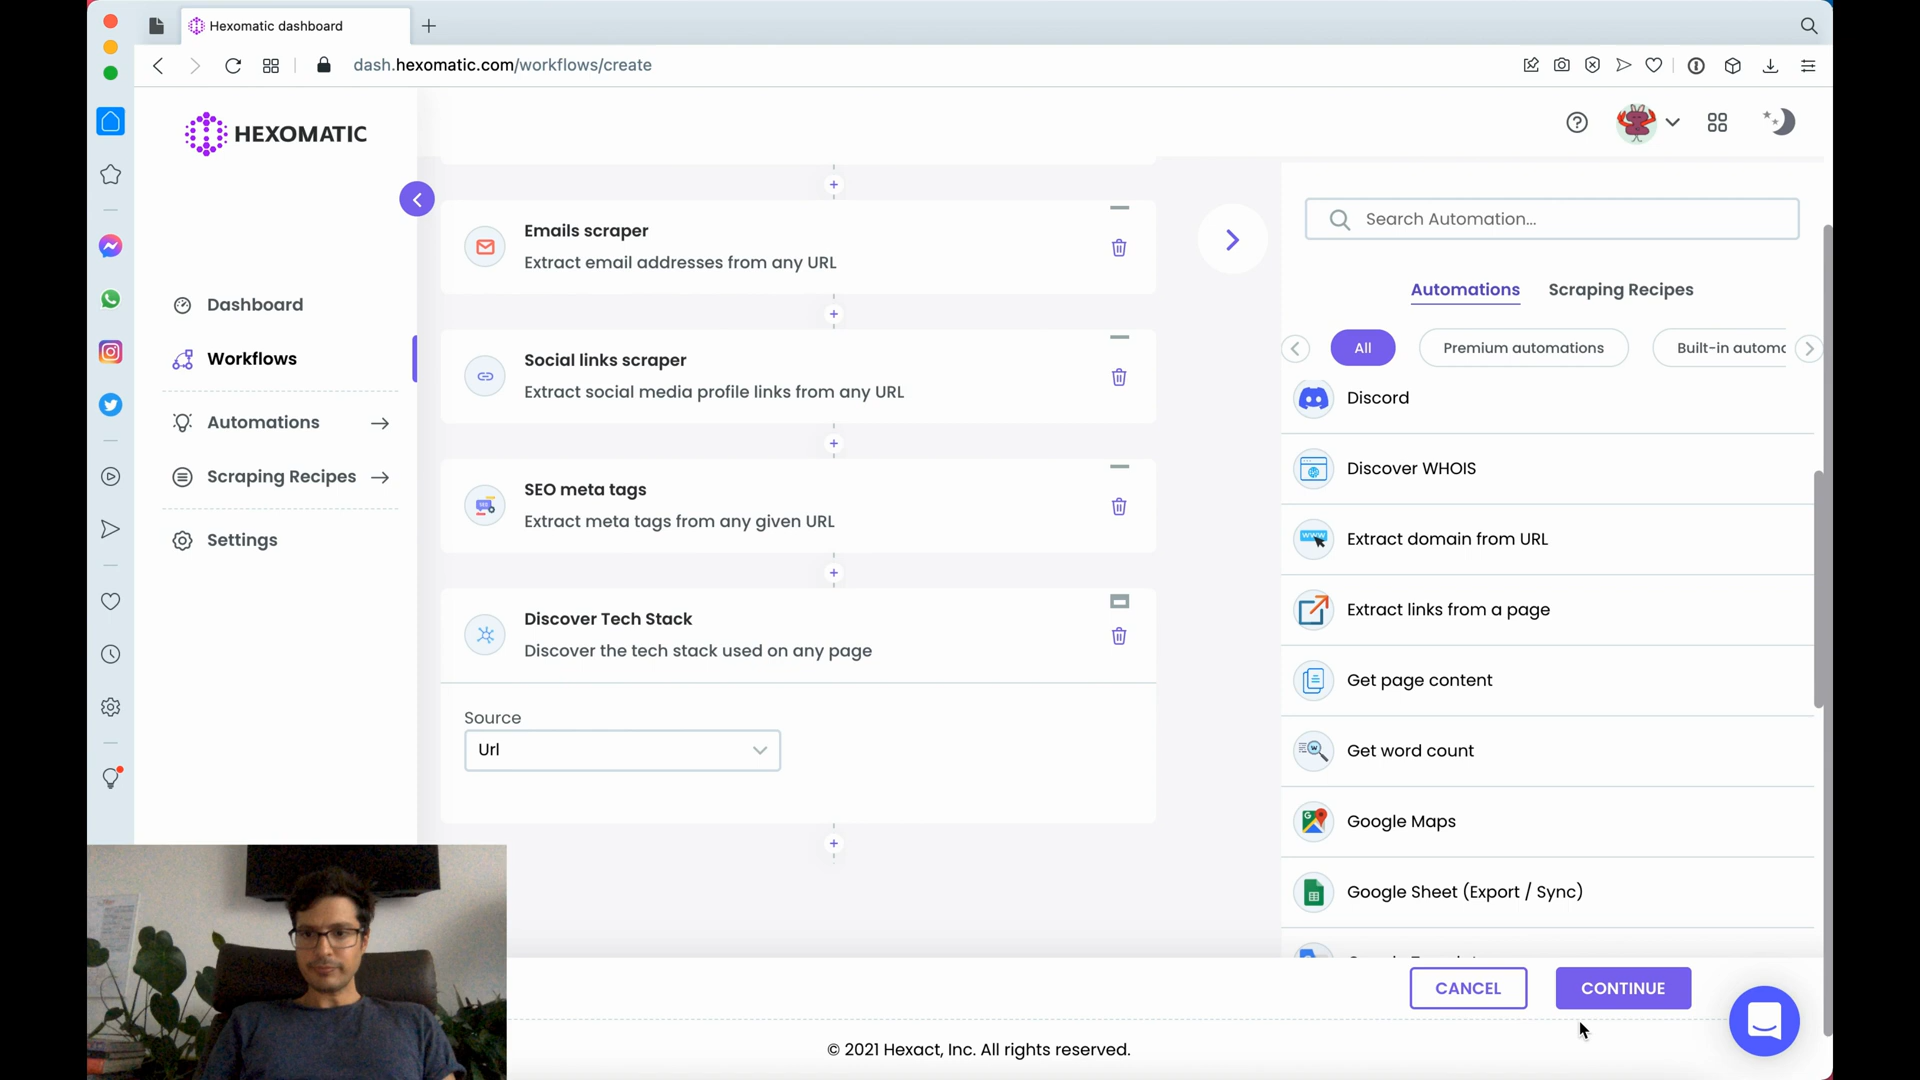 Hexomatic dashboard
dash.hexomatic.com/workflows/create
HEXOMATIC
Dashboard
Workflows
Automations
Scraping Recipes
Settings
Emails scraper
Extract email addresses from any URL
Social links scraper
Extract social media profile links from any URL
SEO meta tags
Extract meta tags from any given URL
Discover Tech Stack
Discover the tech stack used on any page
Source
Url
Search Automation...
Automations Scraping Recipes
All Premium automations Built-in automa
Discord
Discover WHOIS
Extract domain from URL
Extract links from a page
Get page content
Get word count
Google Maps
Google Sheet (Export / Sync)
CANCEL CONTINUE
© 2021 Hexact, Inc. All rights reserved.